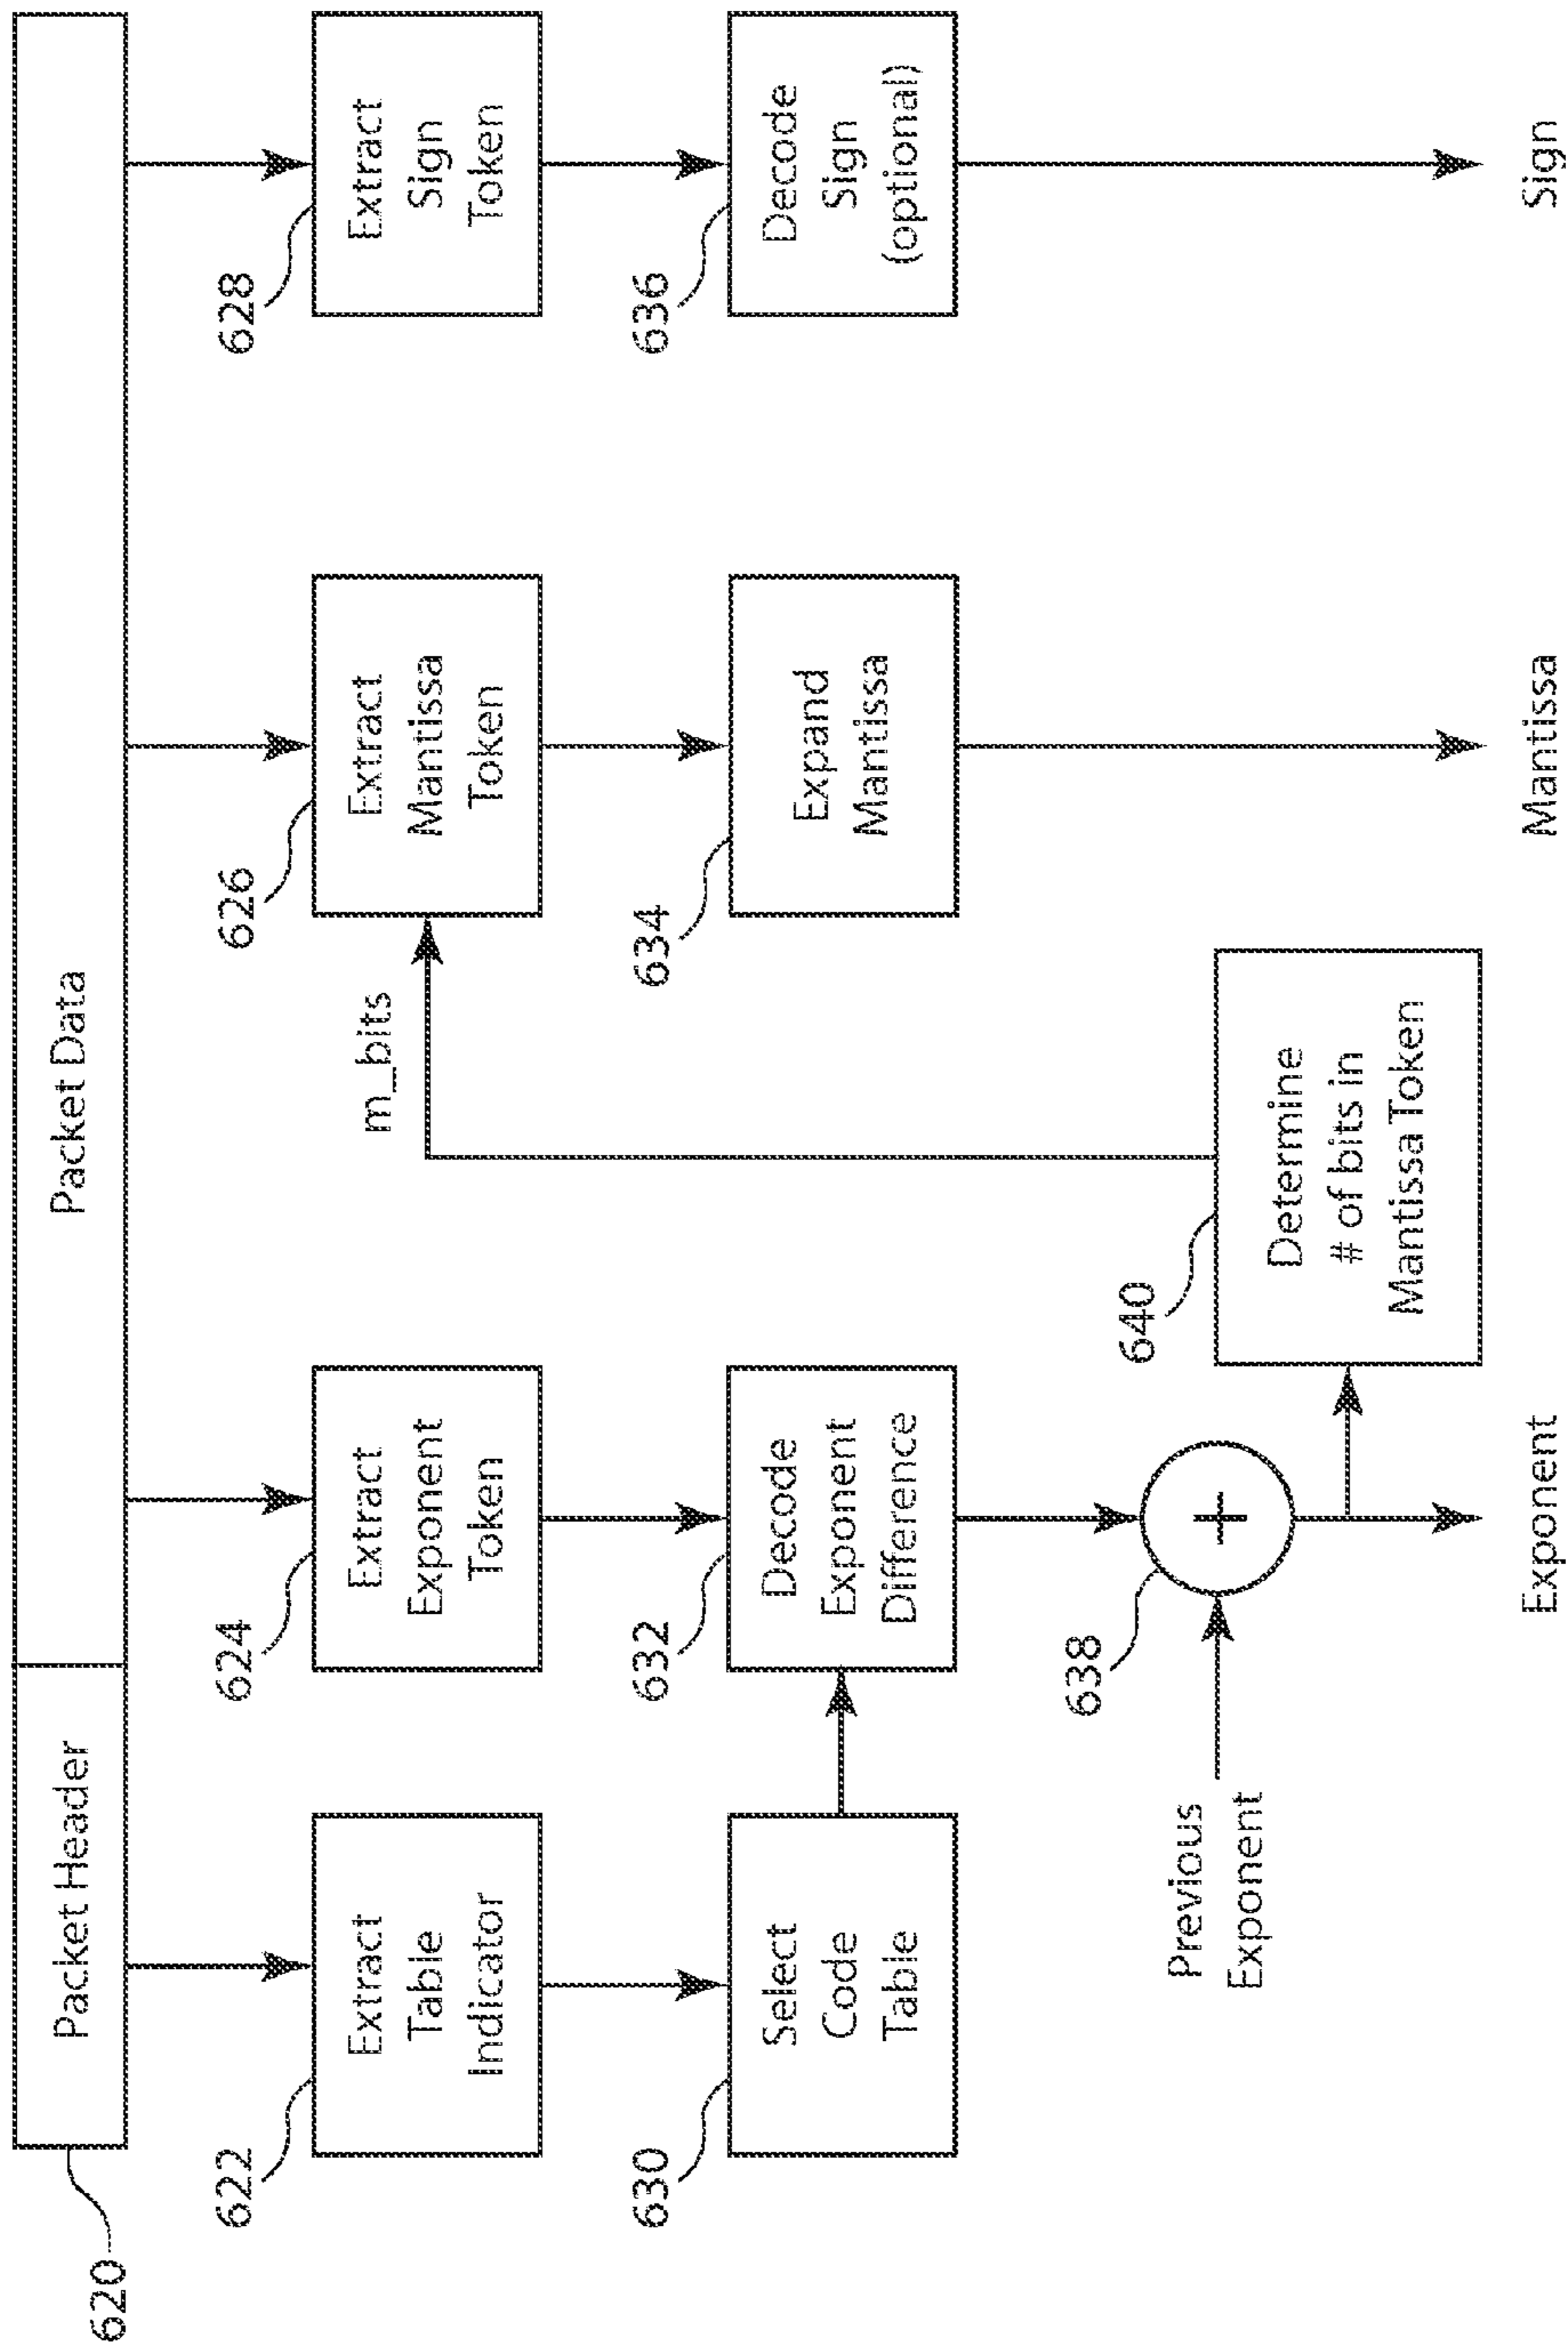 Packet Header
Packet Data
620
622
Extract
Table
Indicator
624
Extract
Exponent
Token
626
Extract
Mantissa
Token
628
Extract
Sign
Token
m_bits
630
Select
Code
Table
632
Decode
Exponent
Difference
634
Expand
Mantissa
636
Decode
Sign
(optional)
638
+
Previous
Exponent
640
Determine
# of bits in
Mantissa Token
Exponent
Mantissa
Sign